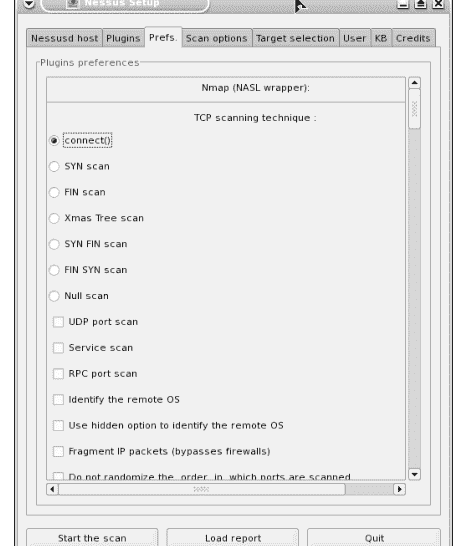 Nessus Setup
Nessusd host Plugins Prefs. Scan options Target selection User KB Credits
Plugins preferences
Nmap (NASL wrapper):
TCP scanning technique :
connect()
SYN scan
FIN scan
Xmas Tree scan
SYN FIN scan
FIN SYN scan
Null scan
UDP port scan
Service scan
RPC port scan
Identify the remote OS
Use hidden option to identify the remote OS
Fragment IP packets (bypasses firewalls)
Do not randomize the order in which ports are scanned
Start the scan Load report Quit